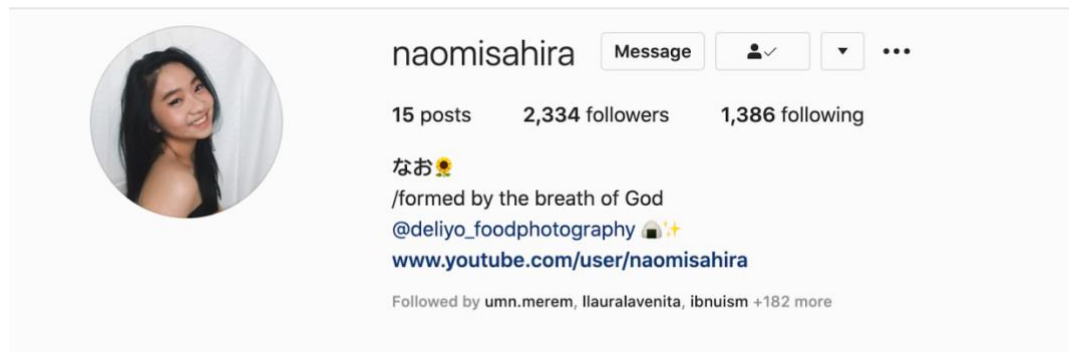 naomisahira Message
15 posts 2,334 followers 1,386 following
なお🌻
/formed by the breath of God
@deliyo_foodphotography 🍙✨
www.youtube.com/user/naomisahira
Followed by umn.merem, llauralavenita, ibnuism +182 more